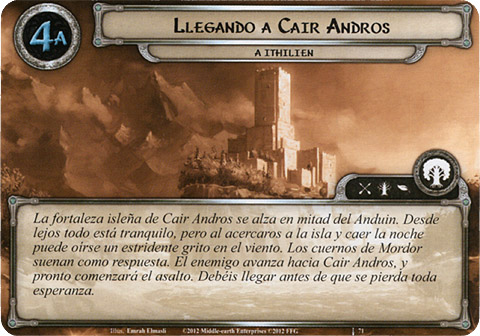 4A
LLEGANDO A CAIR ANDROS
A ITHILIEN
La fortaleza isleña de Cair Andros se alza en mitad del Anduin. Desde
lejos todo está tranquilo, pero al acercaros a la isla y caer la noche
puede oírse un estridente grito en el viento. Los cuernos de Mordor
suenan como respuesta. El enemigo avanza hacia Cair Andros, y
pronto comenzará el asalto. Debéis llegar antes de que se pierda toda
esperanza.
Illus. Emrah Elmasli ©2012 Middle-earth Enterprises ©2012 FFG 71